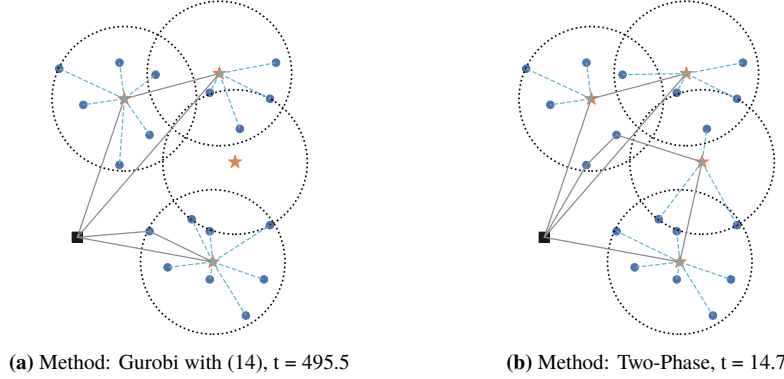 (a) Method: Gurobi with (14), t = 495.5
(b) Method: Two-Phase, t = 14.7